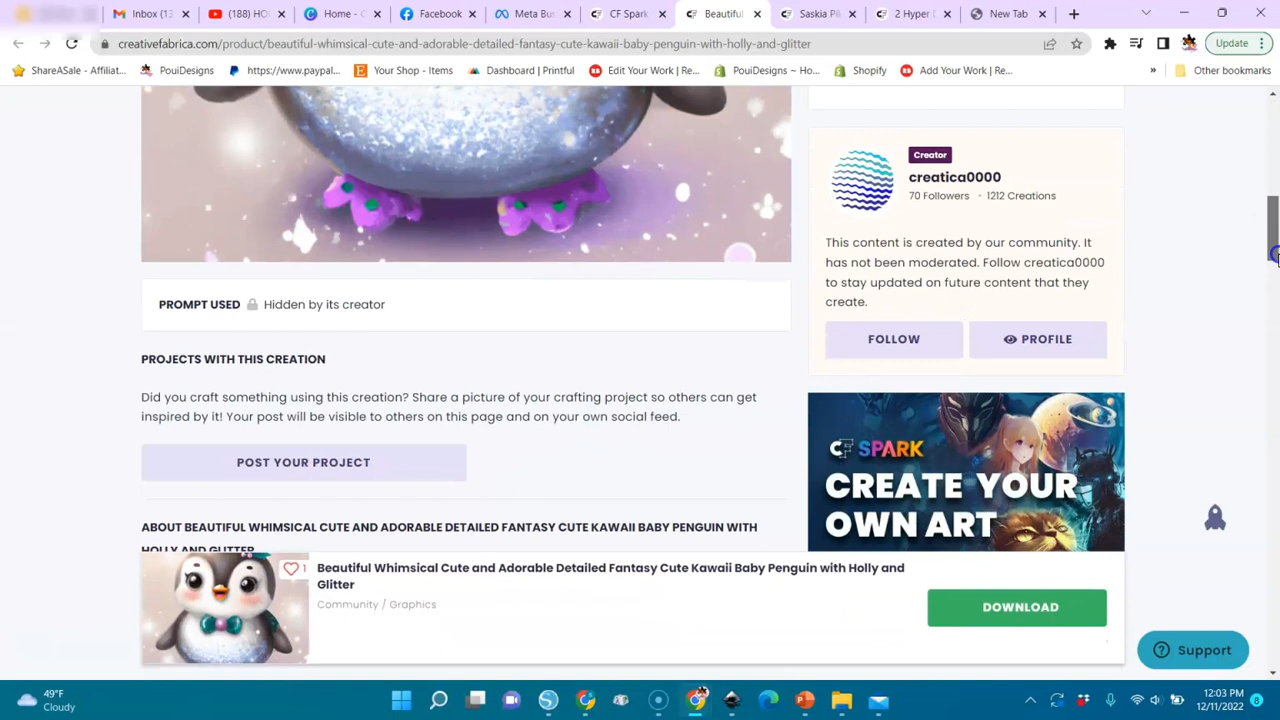 Inbox (13
(188) HO
Home - C
Facebook
Meta Bus
CF Spark
Beautiful
Saskia Pi
2 Hyper D
New Tab
creativefabrica.com/product/beautiful-whimsical-cute-and-adorable-detailed-fantasy-cute-kawaii-baby-penguin-with-holly-and-glitter
Update
ShareASale - Affiliat...
PouiDesigns
https://www.paypal...
Your Shop - Items
Dashboard | Printful
Edit Your Work | Re...
PouiDesigns ~ Ho...
Shopify
Add Your Work | Re...
»
Other bookmarks
Creator
creatica0000
70 Followers - 1212 Creations
This content is created by our community. It
has not been moderated. Follow creatica0000
to stay updated on future content that they
create.
FOLLOW
PROFILE
PROMPT USED Hidden by its creator
PROJECTS WITH THIS CREATION
Did you craft something using this creation? Share a picture of your crafting project so others can get
inspired by it! Your post will be visible to others on this page and on your own social feed.
POST YOUR PROJECT
CF SPARK
CREATE YOUR
OWN ART
ABOUT BEAUTIFUL WHIMSICAL CUTE AND ADORABLE DETAILED FANTASY CUTE KAWAII BABY PENGUIN WITH
HOLLY AND GLITTER
1
Beautiful Whimsical Cute and Adorable Detailed Fantasy Cute Kawaii Baby Penguin with Holly and
Glitter
Community / Graphics
DOWNLOAD
Support
49°F
Cloudy
12:03 PM
12/11/2022
8